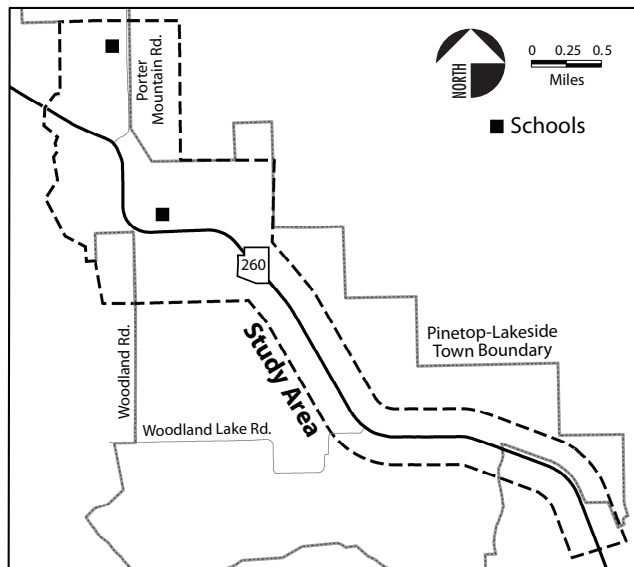 Porter
Mountain Rd.
NORTH
0 0.25 0.5
Miles
Schools
260
Pinetop-Lakeside
Town Boundary
Study Area
Woodland Rd.
Woodland Lake Rd.